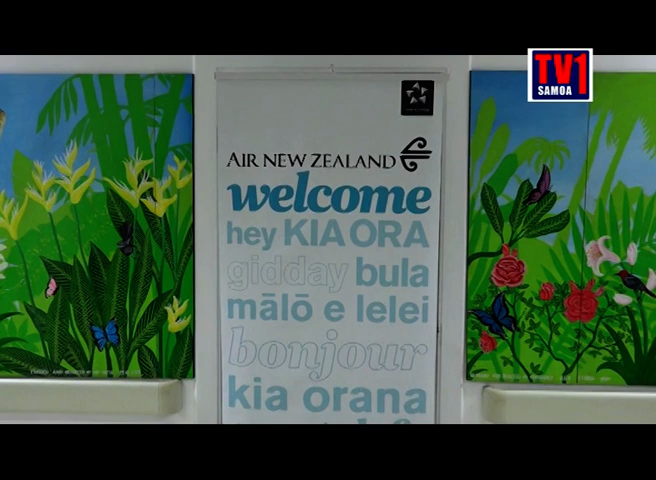 TV1
SAMOA
AIR NEW ZEALAND
welcome
hey KIA ORA
gidday bula
mālō e lelei
bonjour
kia orana